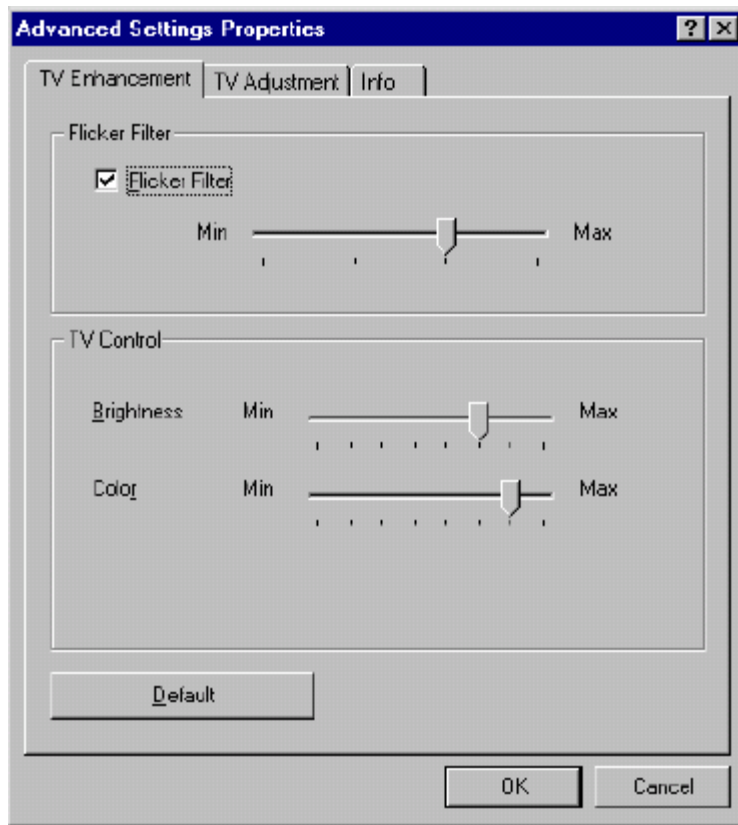 Advanced Settings Properties
TV Enhancement TV Adjustment Info
Flicker Filter
Flicker Filter
Min Max
TV Control
Brightness Min Max
Color Min Max
Default
OK Cancel